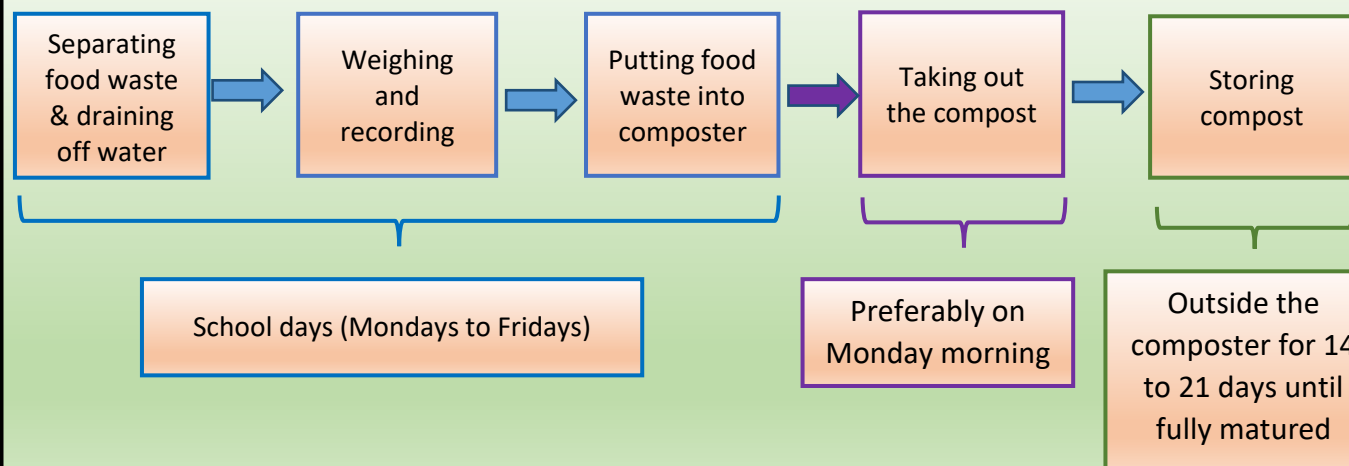 Separating
food waste
& draining
off water
Weighing
and
recording
Putting food
waste into
composter
Taking out
the compost
Storing
compost
School days (Mondays to Fridays)
Preferably on
Monday morning
Outside the
composter for 14
to 21 days until
fully matured